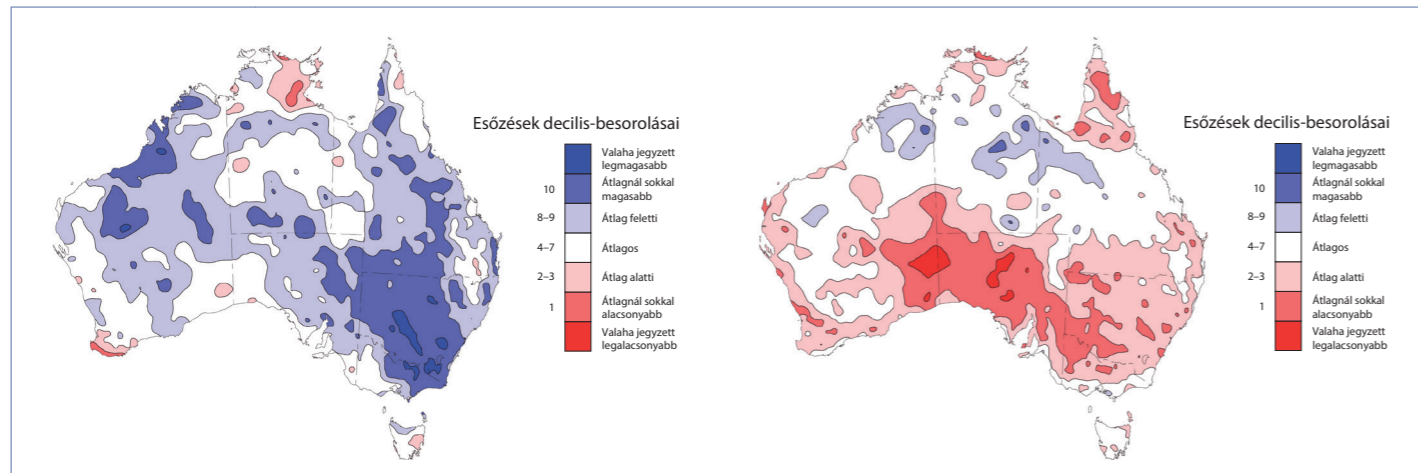 Esőzések decilis-besorolásai
Valaha jegyzett
legmagasabb
10
Átlagnál sokkal
magasabb
8–9
Átlag feletti
4–7
Átlagos
2–3
Átlag alatti
1
Átlagnál sokkal
alacsonyabb
Valaha jegyzett
legalacsonyabb
Esőzések decilis-besorolásai
Valaha jegyzett
legmagasabb
10
Átlagnál sokkal
magasabb
8–9
Átlag feletti
4–7
Átlagos
2–3
Átlag alatti
1
Átlagnál sokkal
alacsonyabb
Valaha jegyzett
legalacsonyabb